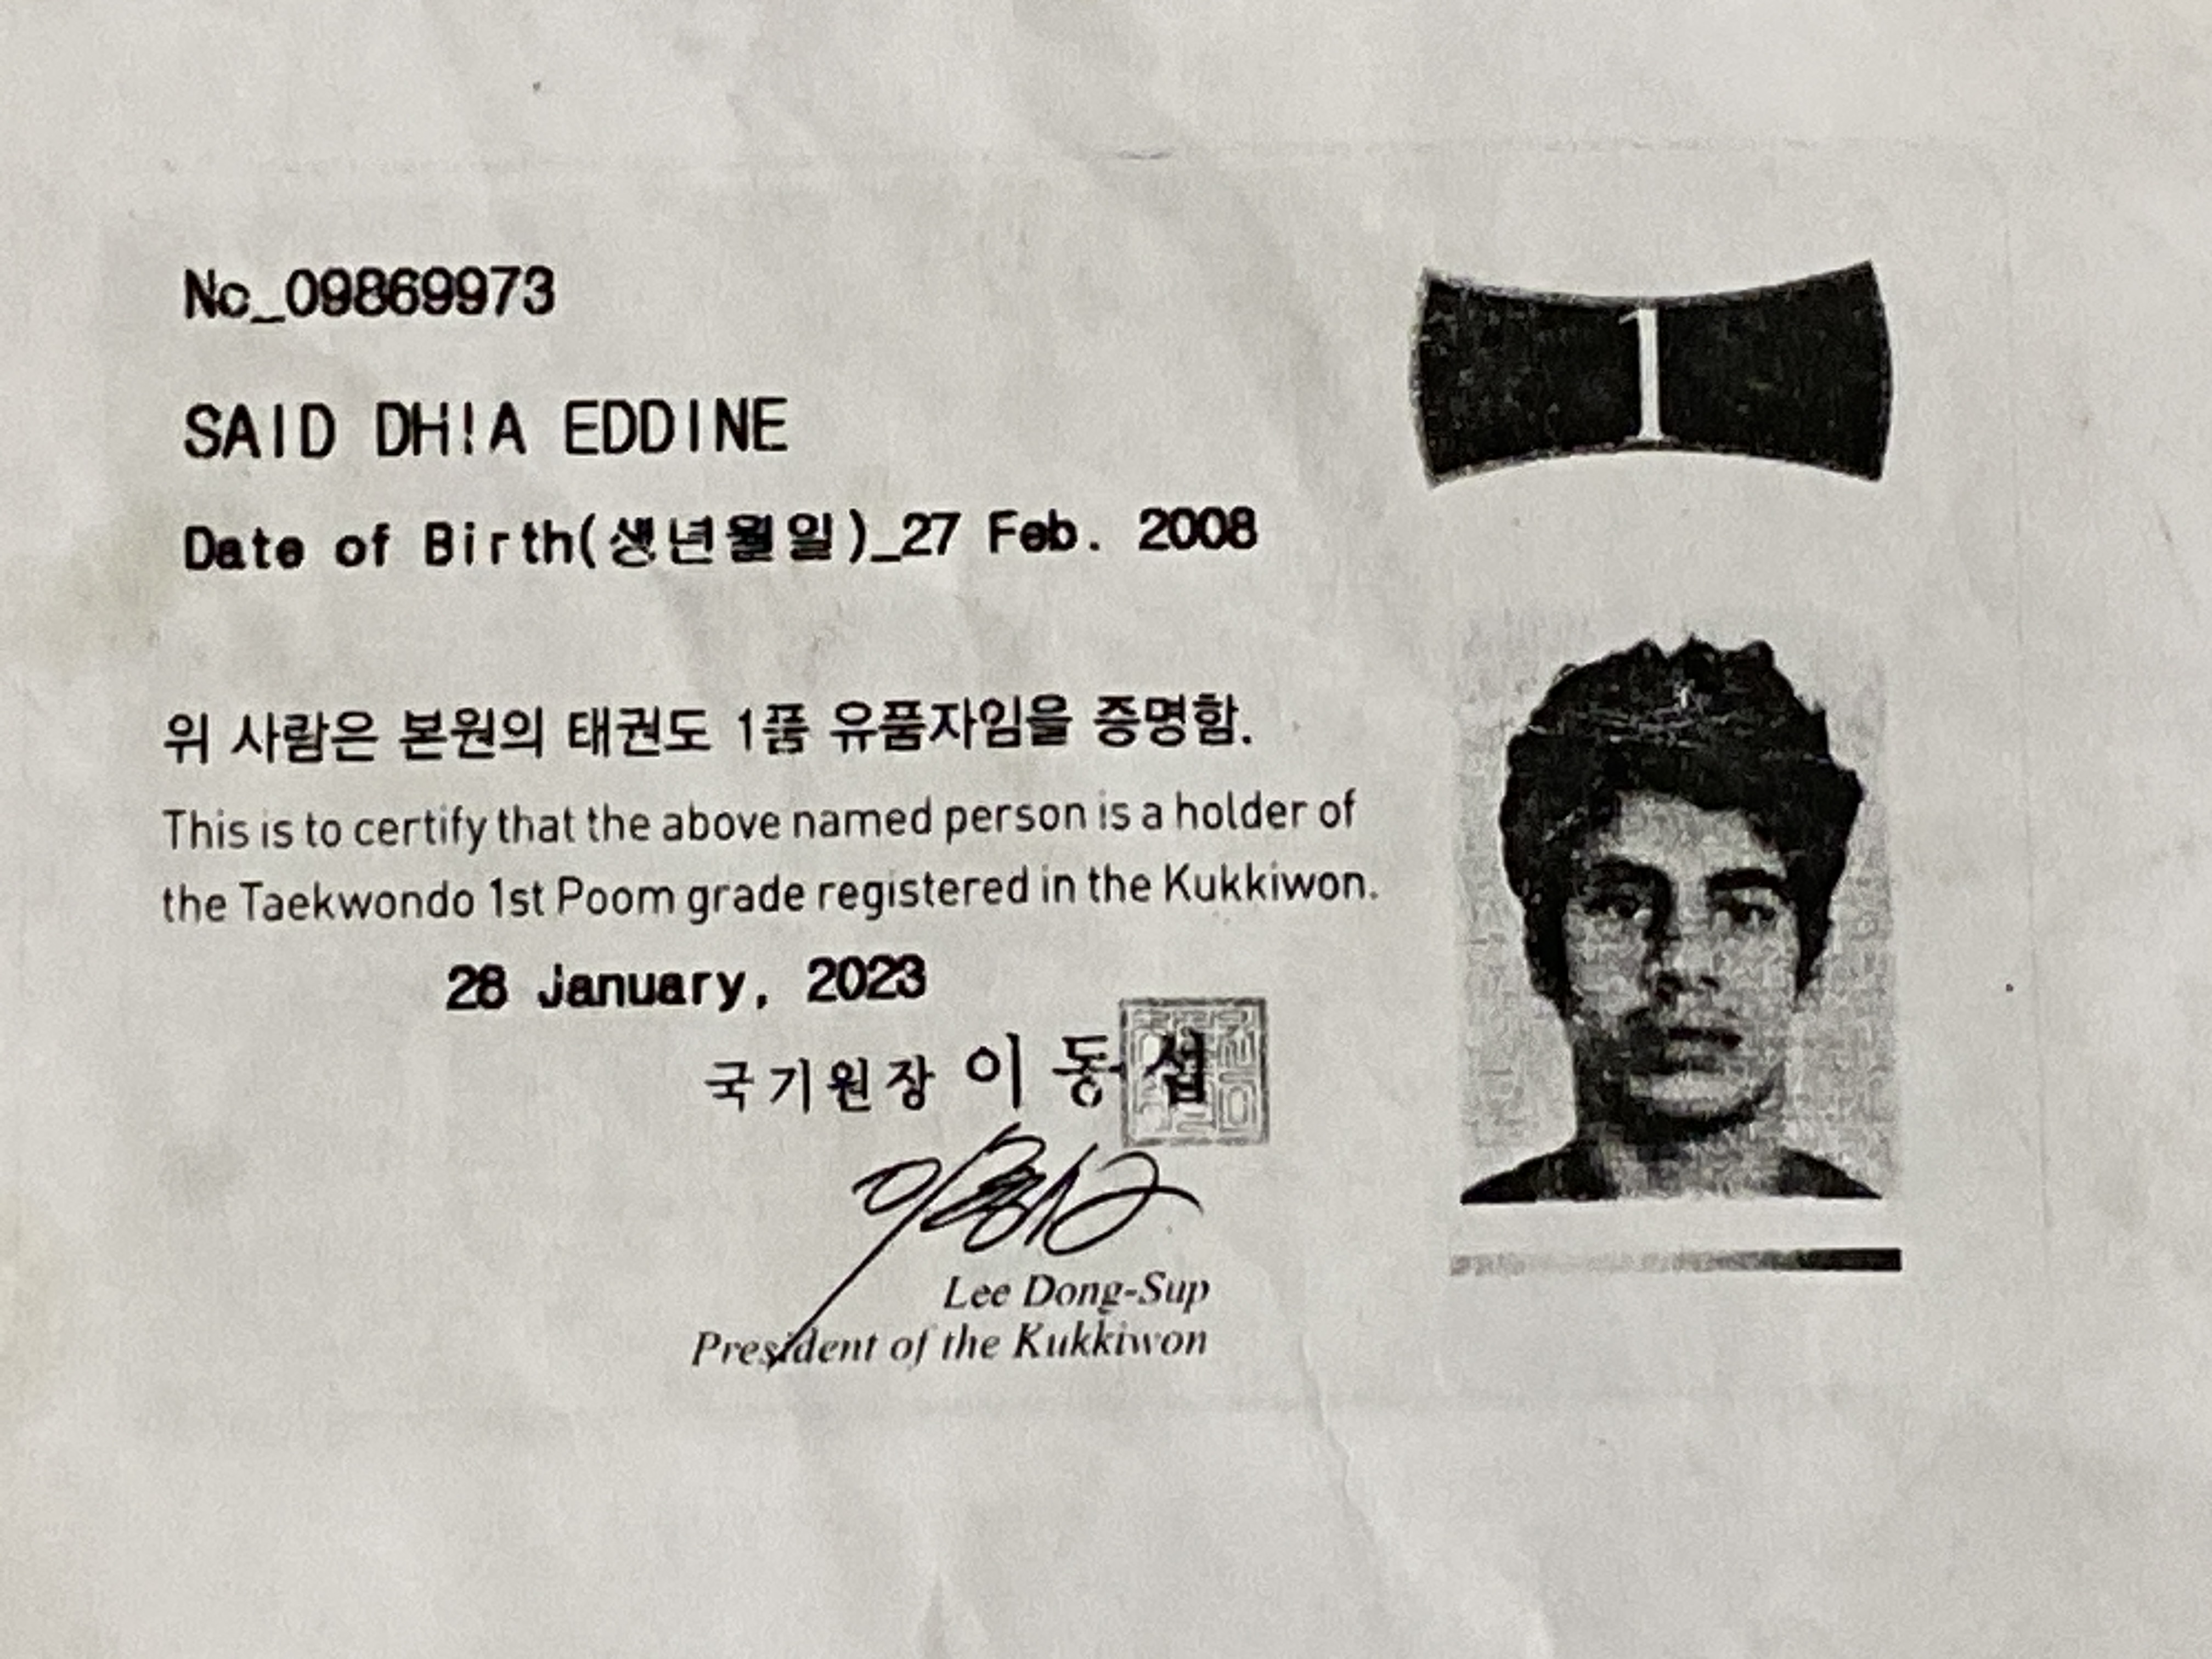 No_09869973
1
SAID DH!A EDDINE
Date of Birth(생년월일)_27 Feb. 2008
위 사람은 본원의 태권도 1품 유품자임을 증명함.
This is to certify that the above named person is a holder of
the Taekwondo 1st Poom grade registered in the Kukkiwon.
28 January, 2023
국기원장 이동섭
Lee Dong-Sup
President of the Kukkiwon